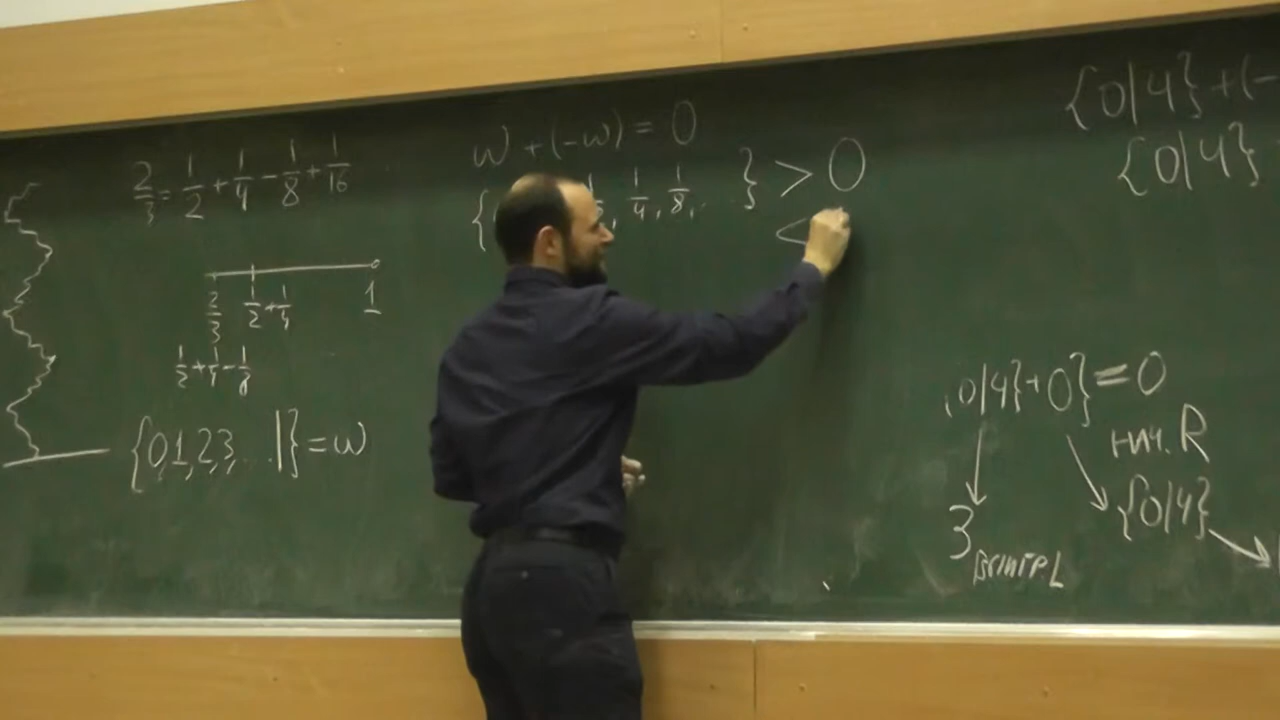 2/3 = 1/2 + 1/4 - 1/8 + 1/16
2/3 1/2 + 1/4 1
1/2 + 1/4 - 1/8
{0,1,2,3, ... |} = ω
ω + (-ω) = 0
{ 1/4, 1/8, ... } > 0
<
{0|4} + (-
{0|4}
0|4} + 0} = 0
нич. R
3 {0|4}
L